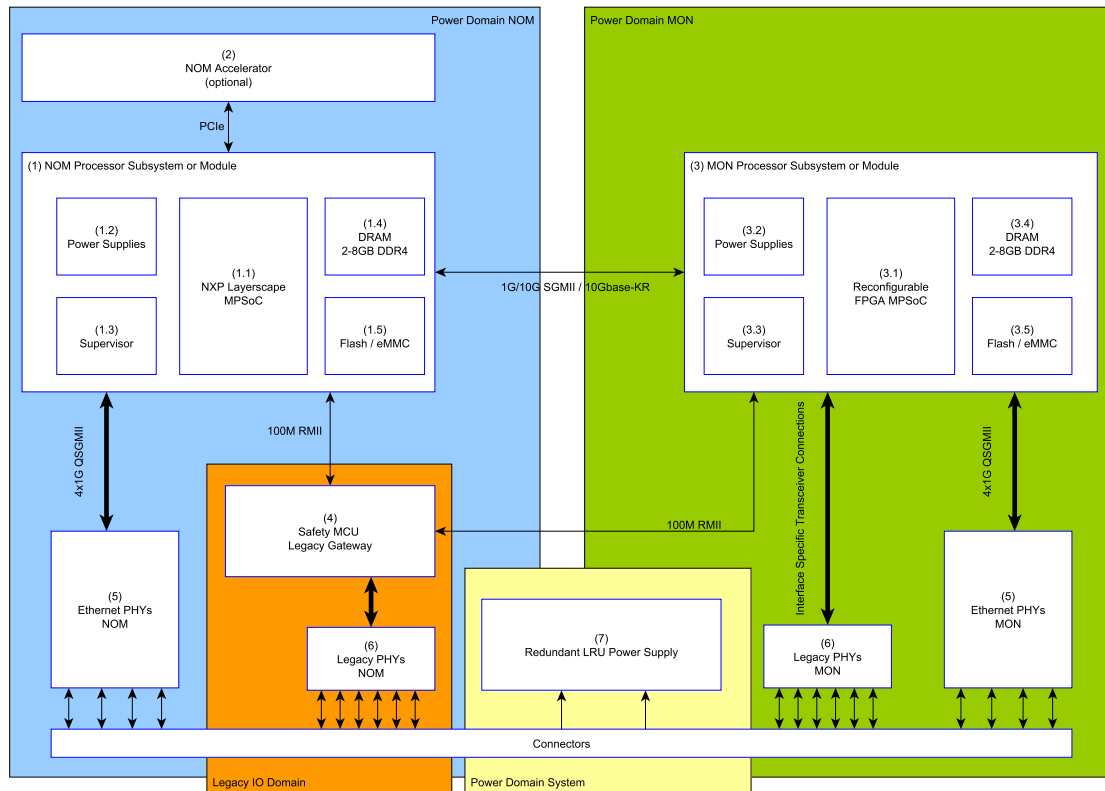 Power Domain NOM
Power Domain MON
(2)
NOM Accelerator
(optional)
PCIe
(1) NOM Processor Subsystem or Module
(1.2)
Power Supplies
(1.1)
NXP Layerscape
MPSoC
(1.4)
DRAM
2-8GB DDR4
(1.3)
Supervisor
(1.5)
Flash / eMMC
1G/10G SGMII / 10Gbase-KR
(3) MON Processor Subsystem or Module
(3.2)
Power Supplies
(3.1)
Reconfigurable
FPGA MPSoC
(3.4)
DRAM
2-8GB DDR4
(3.3)
Supervisor
(3.5)
Flash / eMMC
4x1G QSGMII
100M RMII
Interface Specific Transceiver Connections
4x1G QSGMII
(4)
Safety MCU
Legacy Gateway
100M RMII
(5)
Ethernet PHYs
NOM
(6)
Legacy PHYs
NOM
(7)
Redundant LRU Power Supply
(6)
Legacy PHYs
MON
(5)
Ethernet PHYs
MON
Connectors
Legacy IO Domain
Power Domain System